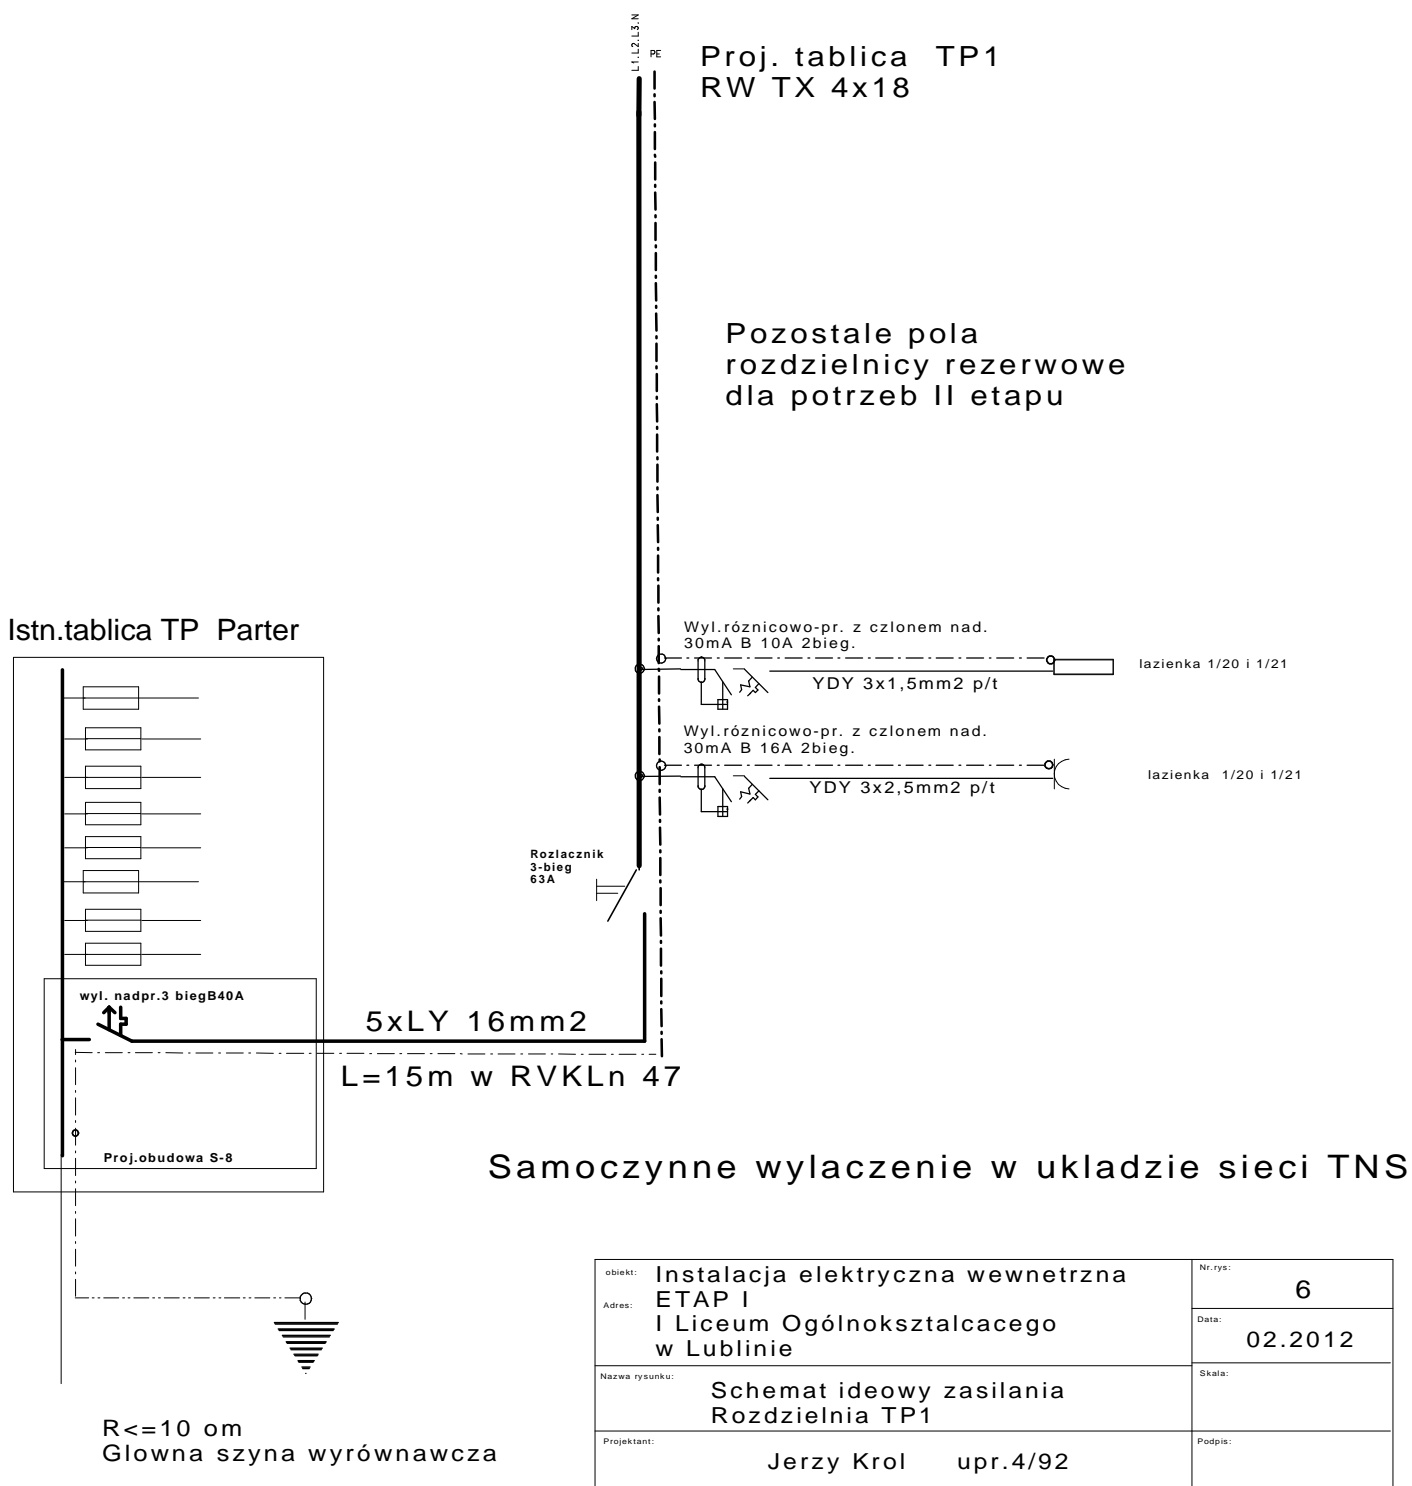 L1.L2.L3.N
PE
Proj. tablica TP1
RW TX 4x18
Pozostale pola
rozdzielnicy rezerwowe
dla potrzeb II etapu
Istn.tablica TP Parter
Wyl.róznicowo-pr. z czlonem nad.
30mA B 10A 2bieg.
YDY 3x1,5mm2 p/t
lazienka 1/20 i 1/21
Wyl.róznicowo-pr. z czlonem nad.
30mA B 16A 2bieg.
YDY 3x2,5mm2 p/t
lazienka 1/20 i 1/21
Rozlacznik
3-bieg
63A
wyl. nadpr.3 biegB40A
5xLY 16mm2
L=15m w RVKLn 47
Proj.obudowa S-8
Samoczynne wylaczenie w ukladzie sieci TNS
R<=10 om
Glowna szyna wyrównawcza
obiekt: Instalacja elektryczna wewnetrzna
Adres: ETAP I
I Liceum Ogólnoksztalcacego
w Lublinie
Nr.rys:
6
Data:
02.2012
Nazwa rysunku:
Schemat ideowy zasilania
Rozdzielnia TP1
Skala:
Projektant:
Jerzy Krol upr.4/92
Podpis: